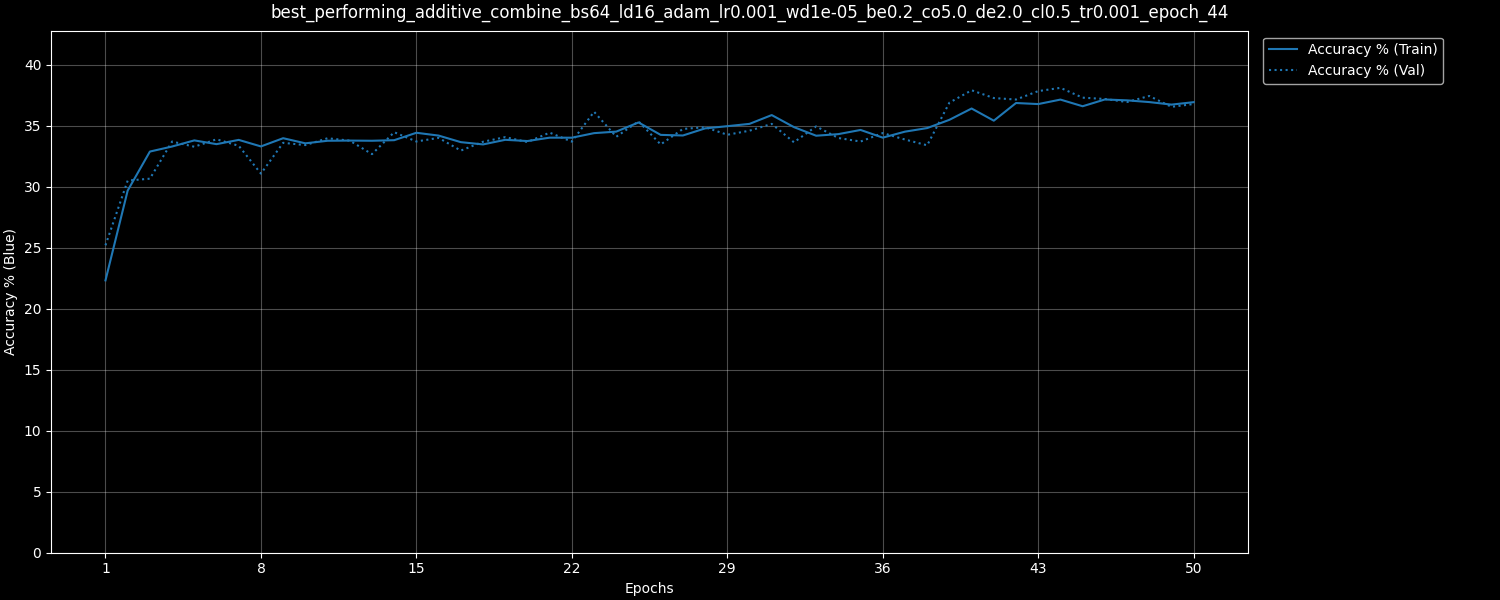 best_performing_additive_combine_bs64_ld16_adam_lr0.001_wd1e-05_be0.2_co5.0_de2.0_cl0.5_tr0.001_epoch_44
Accuracy % (Train)
Accuracy % (Val)
Accuracy % (Blue)
40
35
30
25
20
15
10
5
0
1 8 15 22 29 36 43 50
Epochs